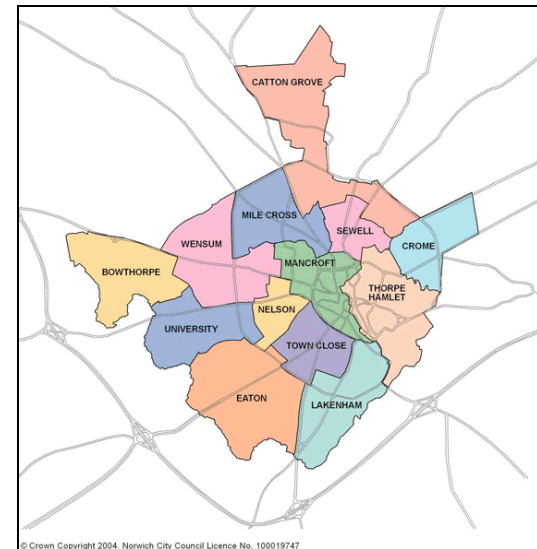 CATTON GROVE
MILE CROSS
SEWELL
WENSUM
CROME
MANCROFT
BOWTHORPE
THORPE
HAMLET
NELSON
UNIVERSITY
TOWN CLOSE
EATON
LAKENHAM
© Crown Copyright 2004. Norwich City Council Licence No. 100019747